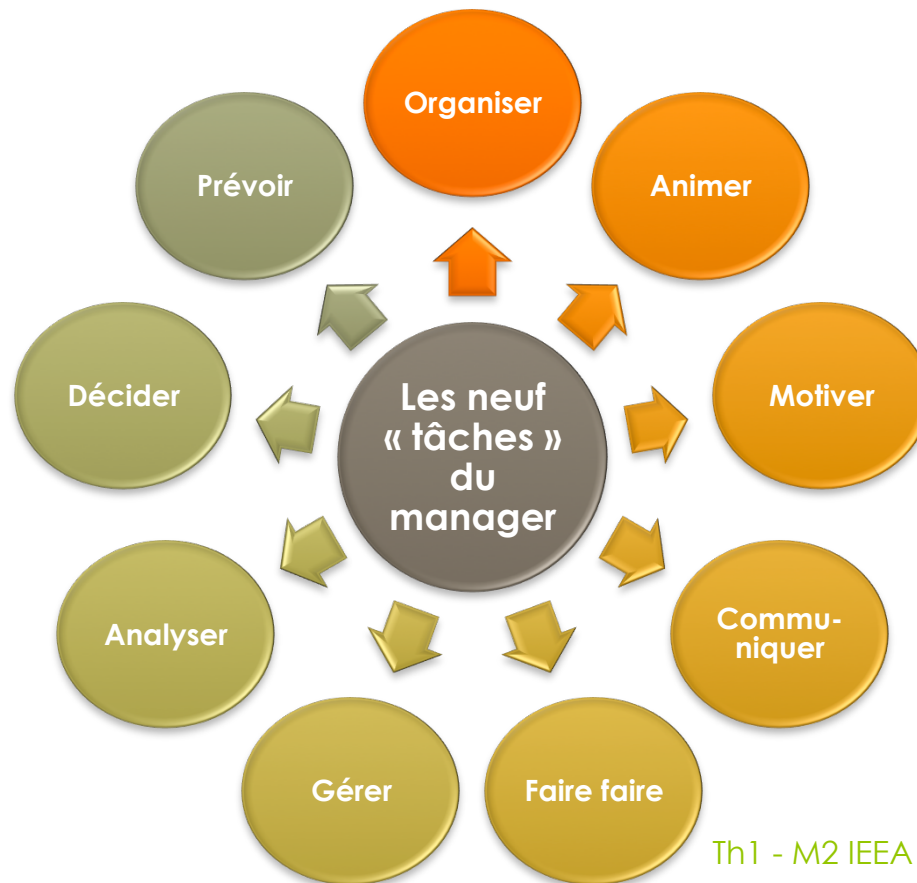 Organiser
Animer
Motiver
Commu-
niquer
Faire faire
Gérer
Analyser
Décider
Prévoir
Les neuf
« tâches »
du
manager
Th1 - M2 IEEA